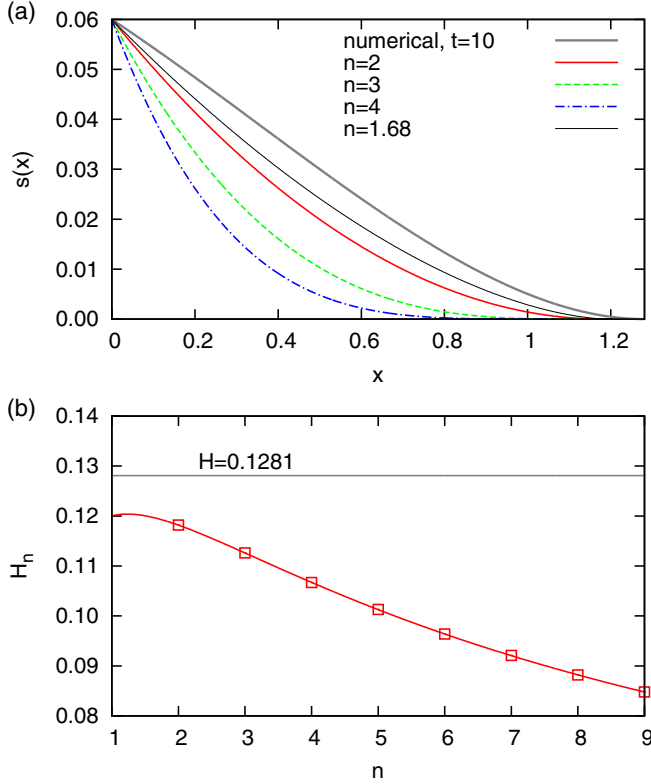 (a)
0.06
0.05
0.04
0.03
0.02
0.01
0.00
s(x)
numerical, t=10
n=2
n=3
n=4
n=1.68
0 0.2 0.4 0.6 0.8 1 1.2
x
(b)
0.14
0.13
0.12
0.11
0.10
0.09
0.08
Hn
H=0.1281
1 2 3 4 5 6 7 8 9
n